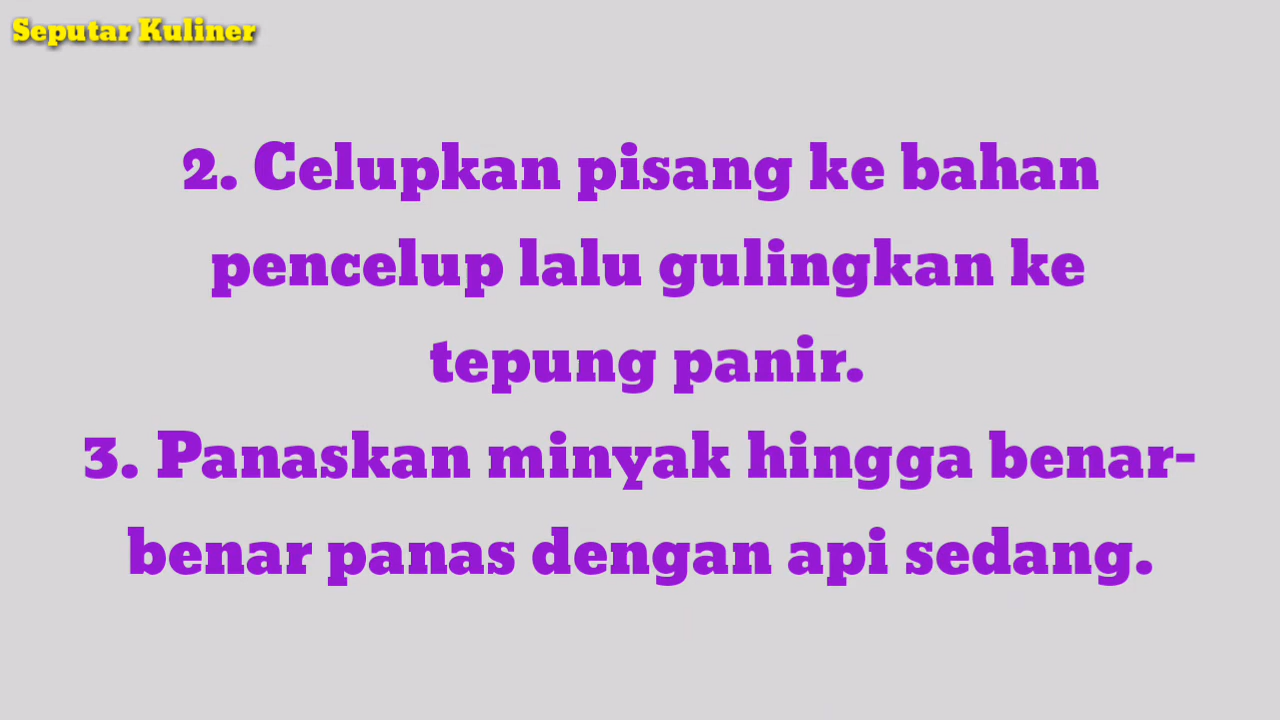 Seputar Kuliner
2. Celupkan pisang ke bahan
pencelup lalu gulingkan ke
tepung panir.
3. Panaskan minyak hingga benar-
benar panas dengan api sedang.